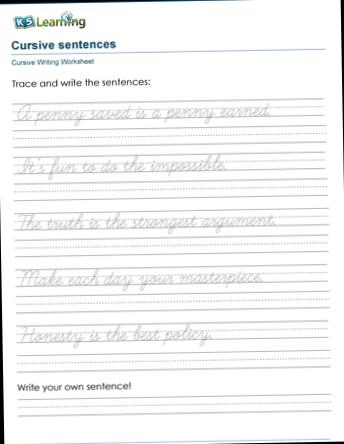 K5 Learning
Cursive sentences
Cursive Writing Worksheet
Trace and write the sentences:
A penny saved is a penny earned.
It's fun to do the impossible.
The truth is the strongest argument.
Make each day your masterpiece.
Honesty is the best policy.
Write your own sentence!